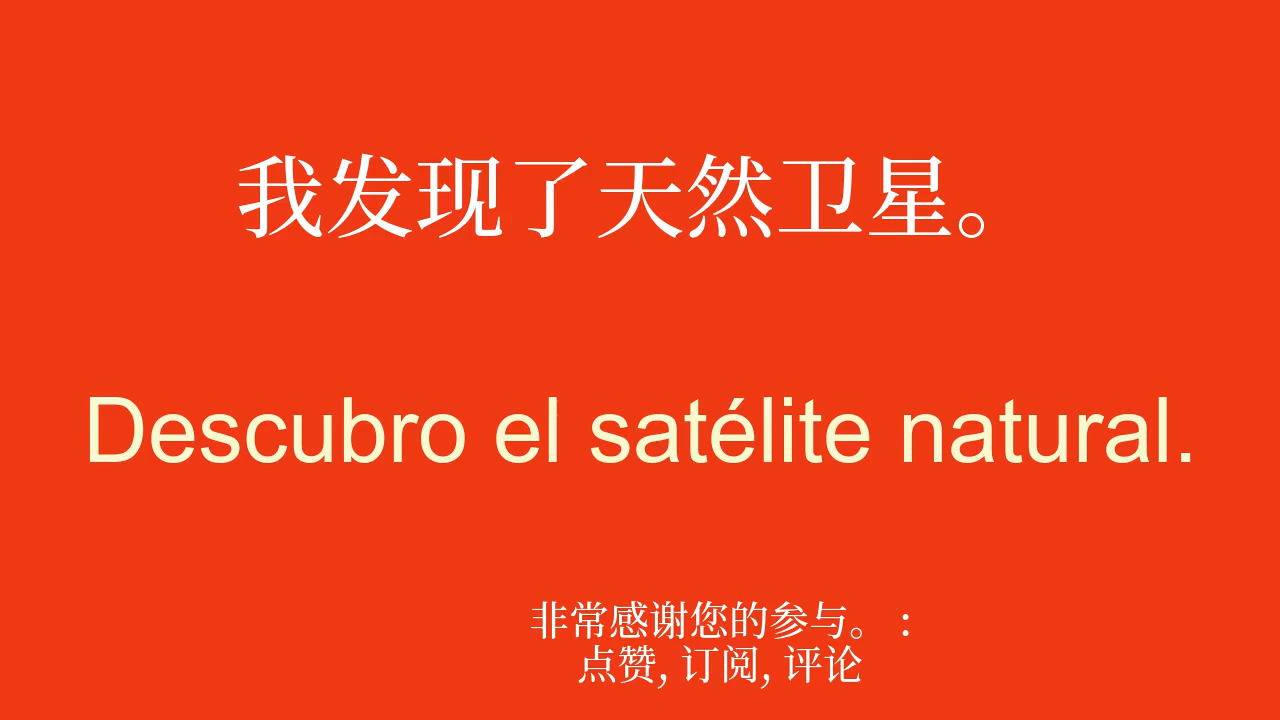 我发现了天然卫星。
Descubro el satélite natural.
非常感谢您的参与。 :
点赞, 订阅, 评论